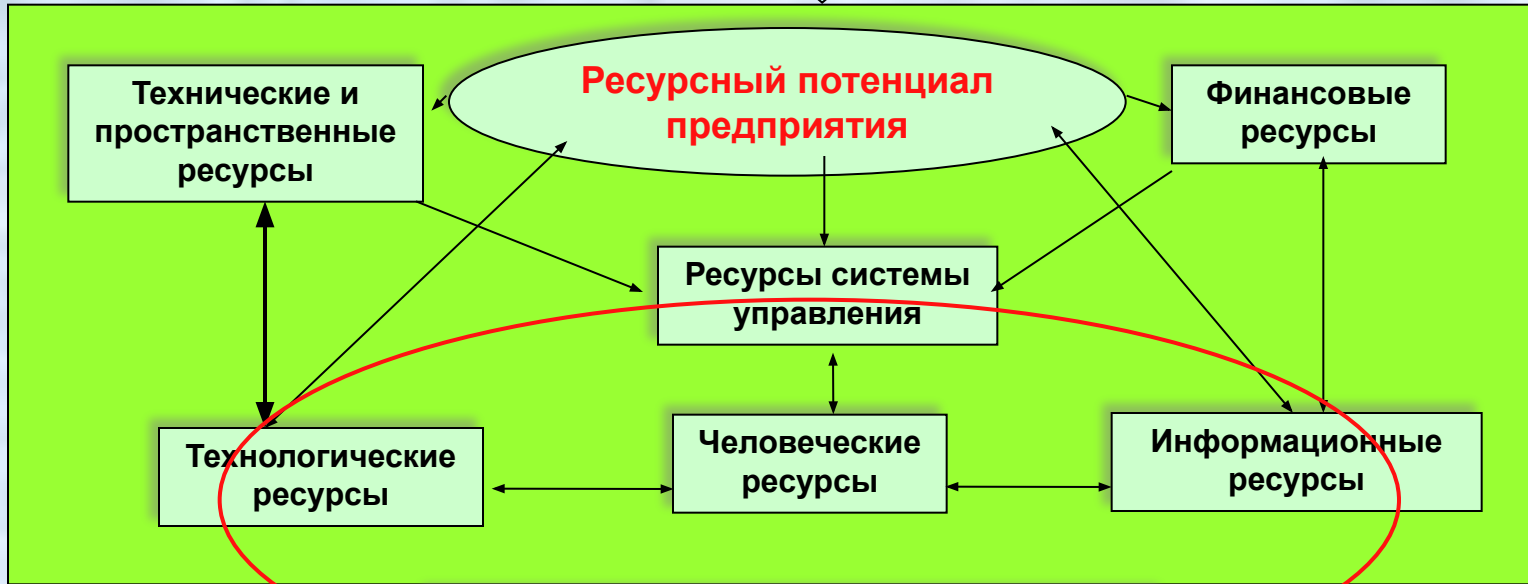 Ресурсный потенциал
предприятия
Технические и
пространственные
ресурсы
Финансовые
ресурсы
Ресурсы системы
управления
Технологические
ресурсы
Человеческие
ресурсы
Информационные
ресурсы